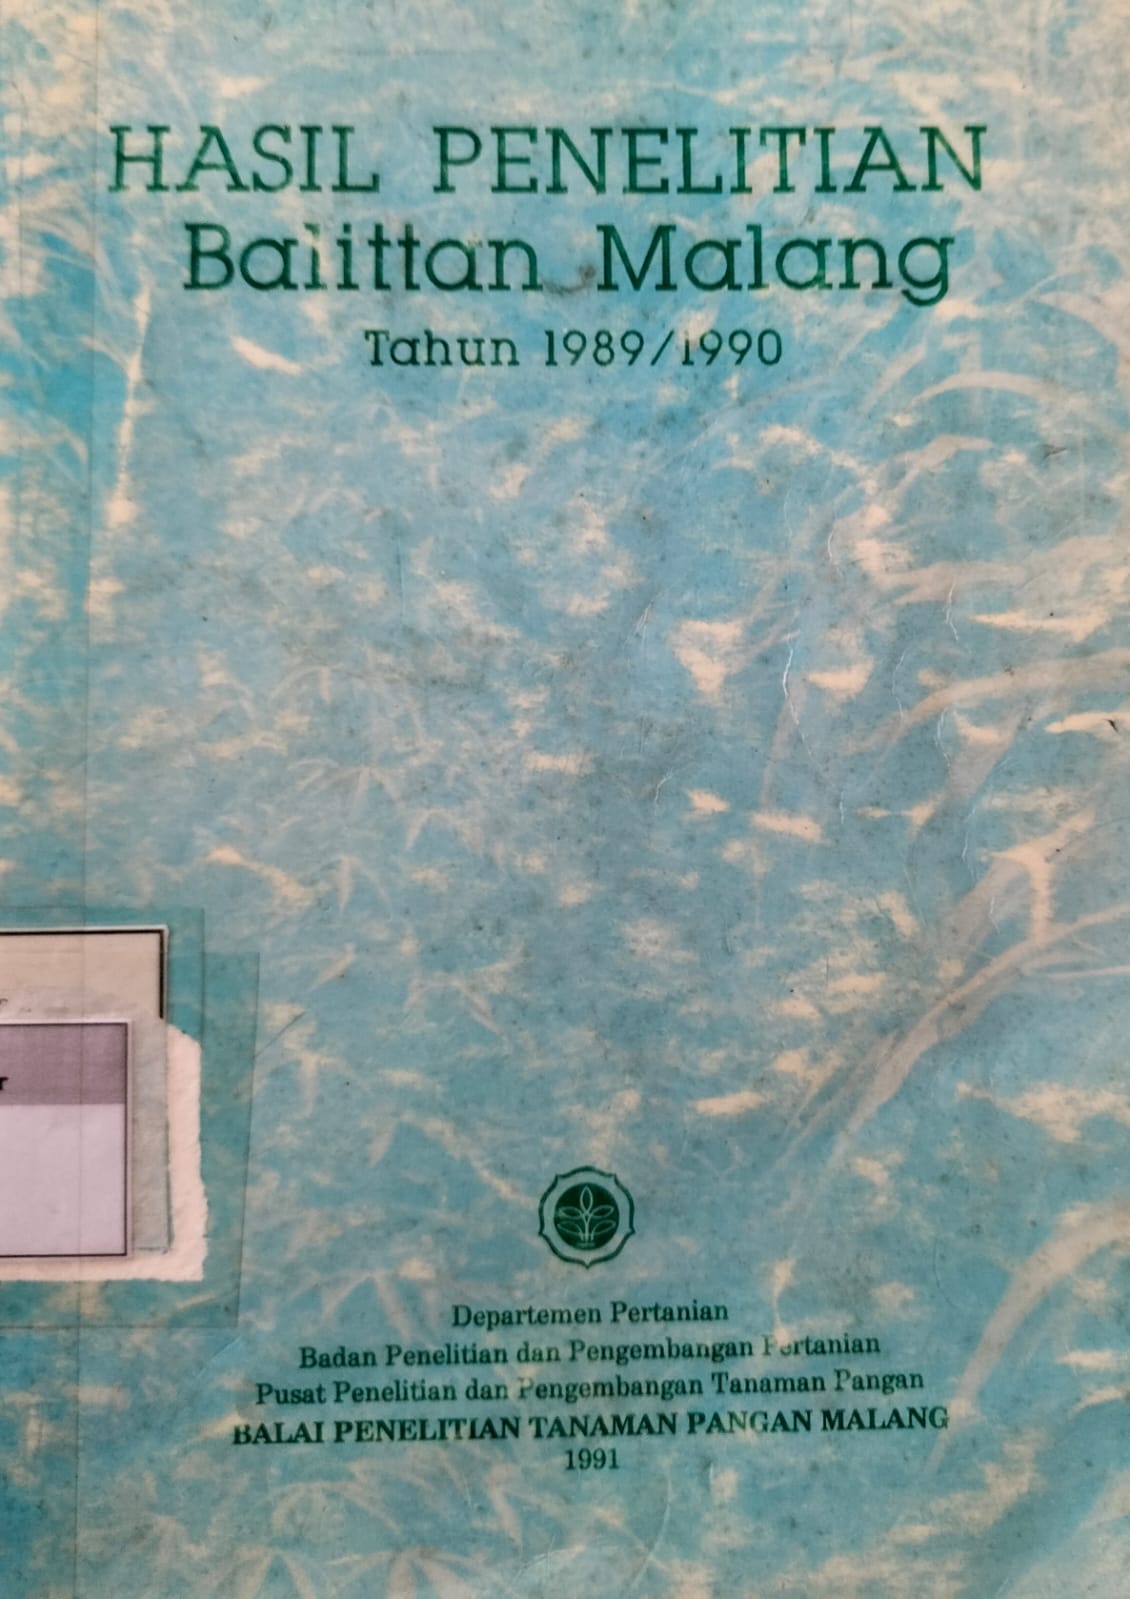 HASIL PENELITIAN
Balittan Malang
Tahun 1989/1990
r
Departemen Pertanian
Badan Penelitian dan Pengembangan Pertanian
Pusat Penelitian dan Pengembangan Tanaman Pangan
BALAI PENELITIAN TANAMAN PANGAN MALANG
1991